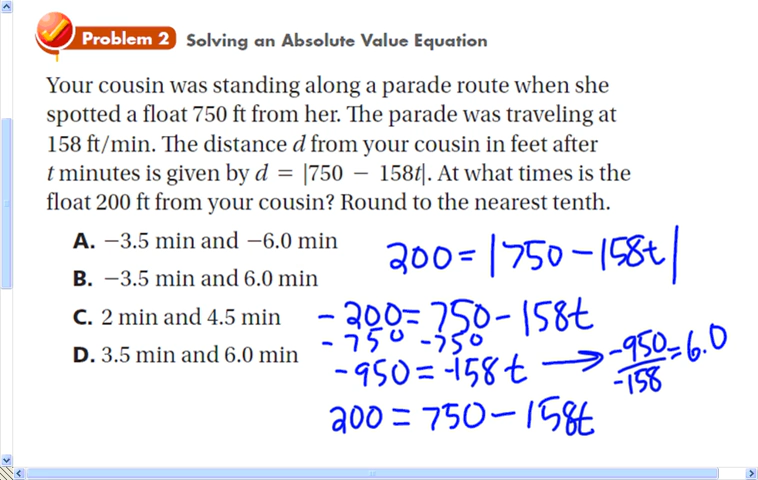 Problem 2 Solving an Absolute Value Equation
Your cousin was standing along a parade route when she
spotted a float 750 ft from her. The parade was traveling at
158 ft/min. The distance d from your cousin in feet after
t minutes is given by d = |750 − 158t|. At what times is the
float 200 ft from your cousin? Round to the nearest tenth.
A. −3.5 min and −6.0 min
B. −3.5 min and 6.0 min
C. 2 min and 4.5 min
D. 3.5 min and 6.0 min
200 = |750 − 158t|
- 200 = 750 − 158t
- 750 -750
- 950 = -158t → -950/-158 = 6.0
200 = 750 − 158t